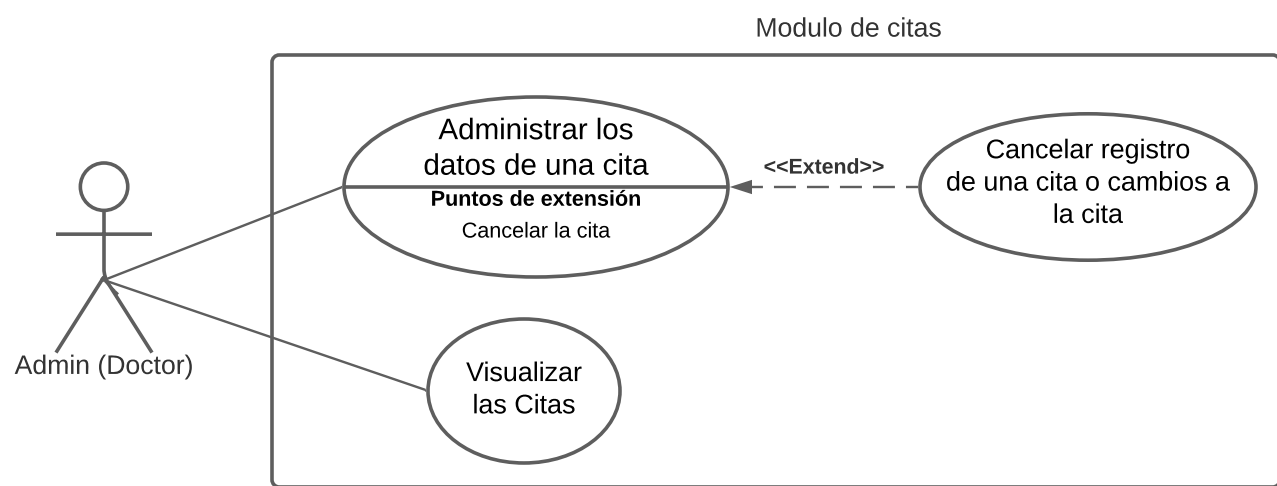 Modulo de citas
Administrar los
datos de una cita
Puntos de extensión
Cancelar la cita
<<Extend>>
Cancelar registro
de una cita o cambios a
la cita
Admin (Doctor)
Visualizar
las Citas